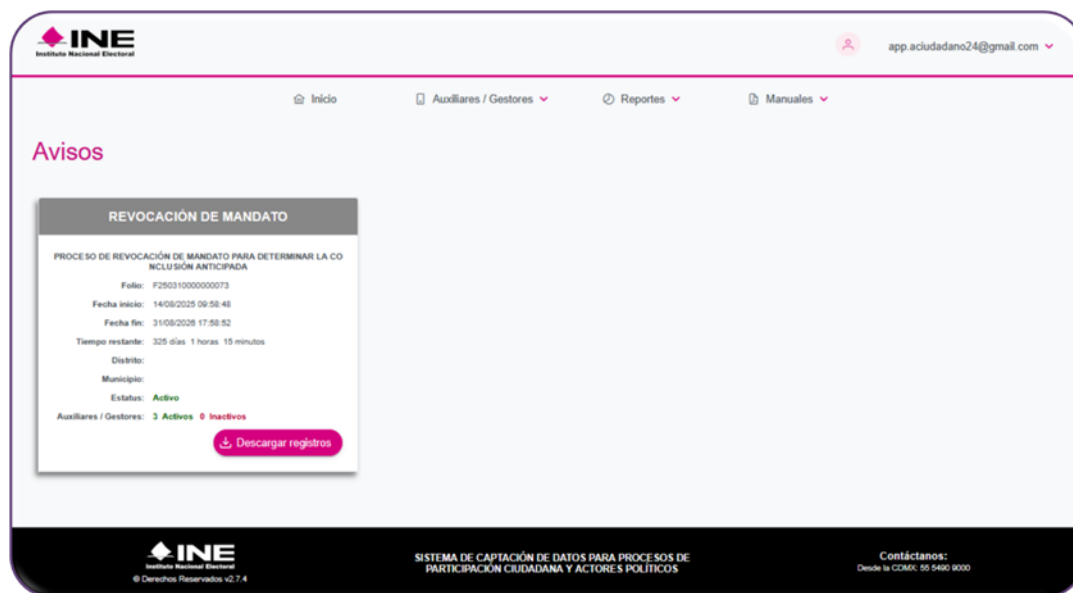 INE
Instituto Nacional Electoral
app.aciudadano24@gmail.com
Inicio
Auxiliares / Gestores
Reportes
Manuales
Avisos
REVOCACIÓN DE MANDATO
PROCESO DE REVOCACIÓN DE MANDATO PARA DETERMINAR LA CO
NCLUSIÓN ANTICIPADA
Folio: F250310000000073
Fecha inicio: 14/08/2025 09:58:48
Fecha fin: 31/08/2026 17:58:52
Tiempo restante: 325 días 1 horas 15 minutos
Distrito:
Municipio:
Estatus: Activo
Auxiliares / Gestores: 3 Activos 0 Inactivos
Descargar registros
INE
Instituto Nacional Electoral
© Derechos Reservados v2.7.4
SISTEMA DE CAPTACIÓN DE DATOS PARA PROCESOS DE
PARTICIPACIÓN CIUDADANA Y ACTORES POLÍTICOS
Contáctanos:
Desde la CDMX: 55 5490 9000